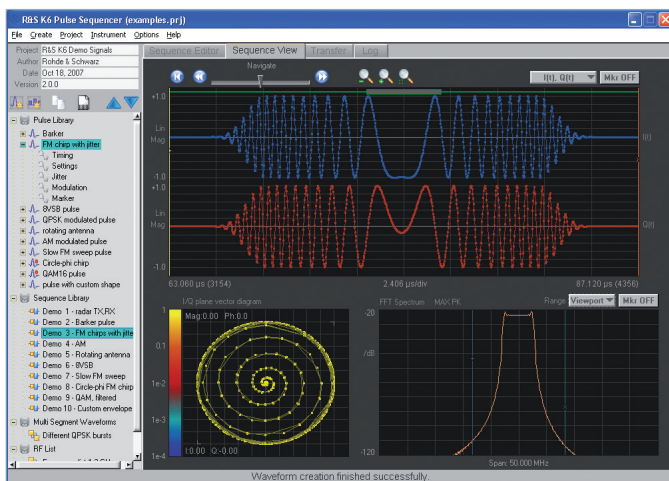 R&S K6 Pulse Sequencer (examples.prj)
File Create Project Instrument Options Help
Project R&S K6 Demo Signals
Author Rohde & Schwarz
Date Oct 18, 2007
Version 2.0.0
Sequence Editor Sequence View Transfer Log
Navigate
I(t), Q(t) Mkr OFF
Pulse Library
Barker
FM chirp with jitter
Timing
Settings
Jitter
Modulation
Marker
8VSB pulse
QPSK modulated pulse
rotating antenna
AM modulated pulse
Slow FM sweep pulse
Circle-phi chirp
QAM16 pulse
pulse with custom shape
Sequence Library
Demo 1 - radar TX,RX
Demo 2 - Barker pulse
Demo 3 - FM chirps with jitte
Demo 4 - AM
Demo 5 - Rotating antenna
Demo 6 - 8VSB
Demo 7 - Slow FM sweep
Demo 8 - Circle-phi FM chirp
Demo 9 - QAM, filtered
Demo 10 - Custom envelope
Multi Segment Waveforms
Different QPSK bursts
RF List
+1.0
Lin
Mag
I(t)
-1.0
+1.0
Lin
Mag
Q(t)
-1.0
63.060 µs (3154) 2.406 µs/div 87.120 µs (4356)
I/Q plane vector diagram
1
Mag:0.00 Ph:0.0
0.1
1e-2
1e-3
1e-4
I:0.00 Q:-0.00
FFT Spectrum MAX PK
Range Viewport Mkr OFF
-20
/dB
-120
Span: 50.000 MHz
Waveform creation finished successfully.